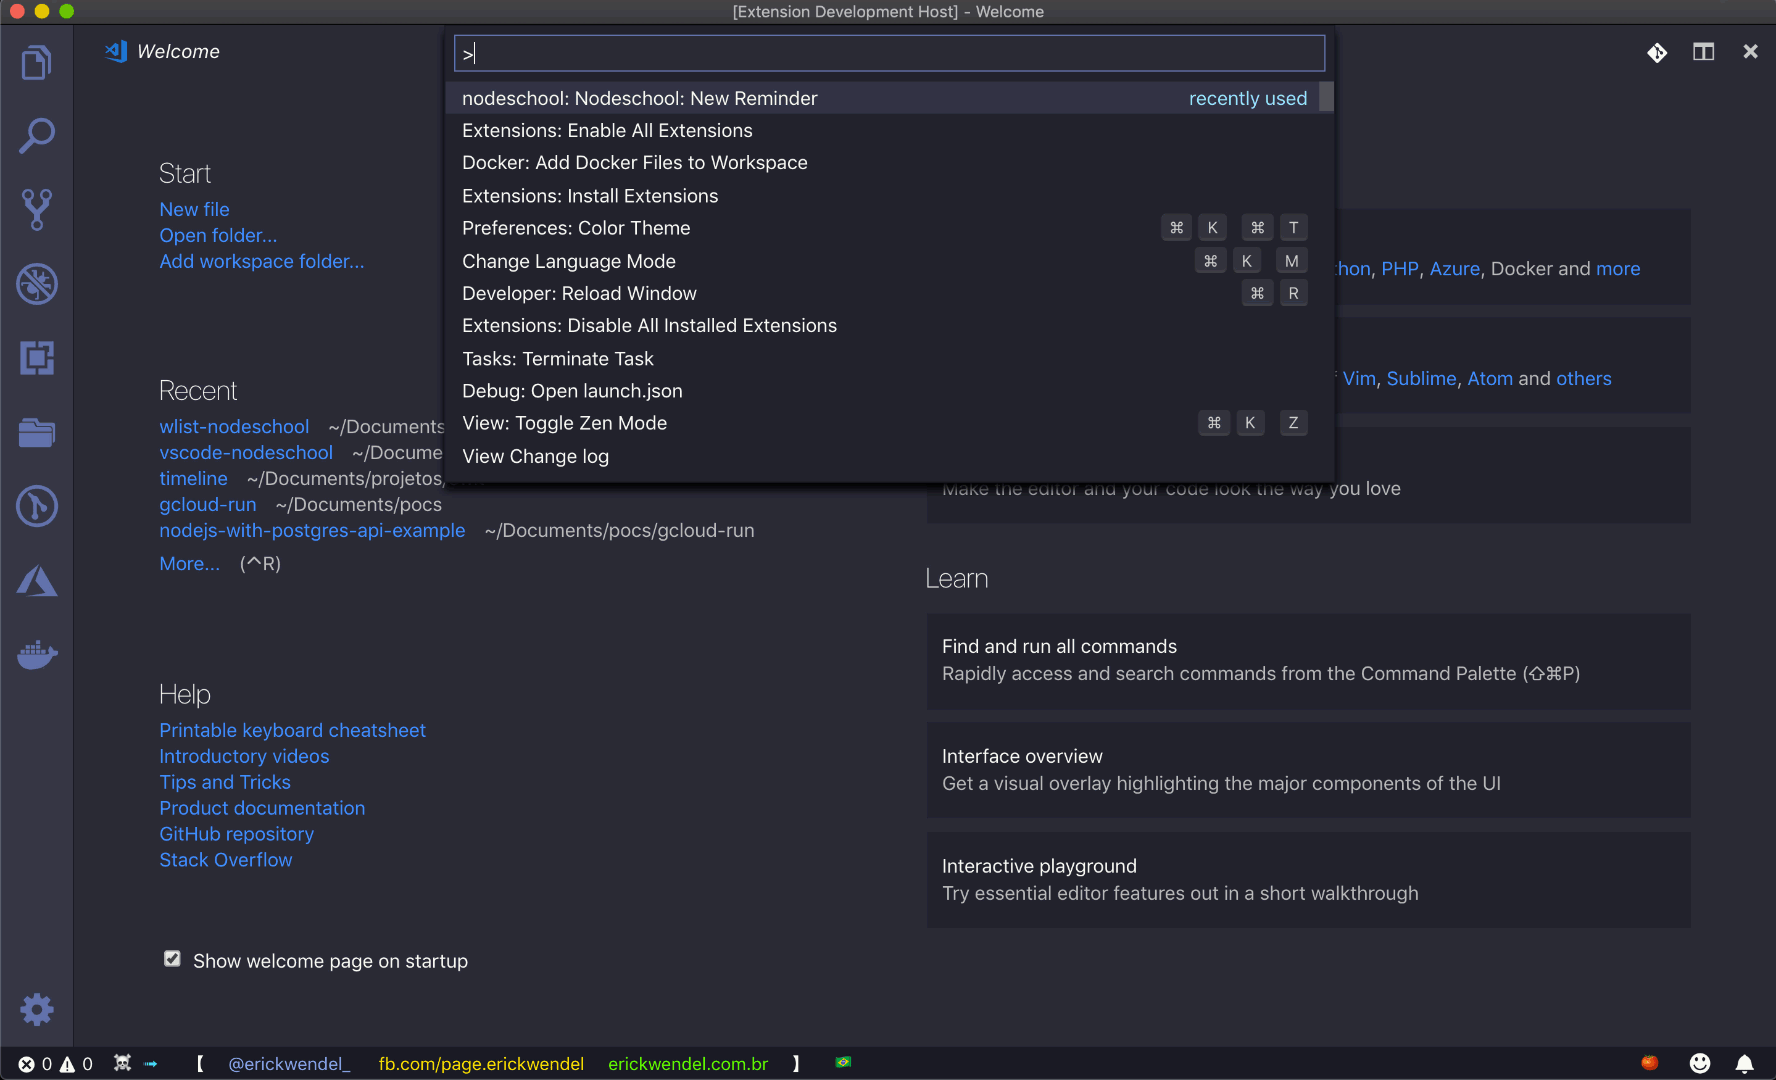 [Extension Development Host] - Welcome
Welcome
>
nodeschool: Nodeschool: New Reminder recently used
Extensions: Enable All Extensions
Docker: Add Docker Files to Workspace
Extensions: Install Extensions
Preferences: Color Theme ⌘ K ⌘ T
Change Language Mode ⌘ K M
Developer: Reload Window ⌘ R
Extensions: Disable All Installed Extensions
Tasks: Terminate Task
Debug: Open launch.json
View: Toggle Zen Mode ⌘ K Z
View Change log
Start
New file
Open folder...
Add workspace folder...
Recent
wlist-nodeschool ~/Documents
vscode-nodeschool ~/Docume
timeline ~/Documents/projetos/
gcloud-run ~/Documents/pocs
nodejs-with-postgres-api-example ~/Documents/pocs/gcloud-run
More... (^R)
Help
Printable keyboard cheatsheet
Introductory videos
Tips and Tricks
Product documentation
GitHub repository
Stack Overflow
Show welcome page on startup
thon, PHP, Azure, Docker and more
Vim, Sublime, Atom and others
Make the editor and your code look the way you love
Learn
Find and run all commands
Rapidly access and search commands from the Command Palette (⇧⌘P)
Interface overview
Get a visual overlay highlighting the major components of the UI
Interactive playground
Try essential editor features out in a short walkthrough
0 0 【 @erickwendel_ fb.com/page.erickwendel erickwendel.com.br 】